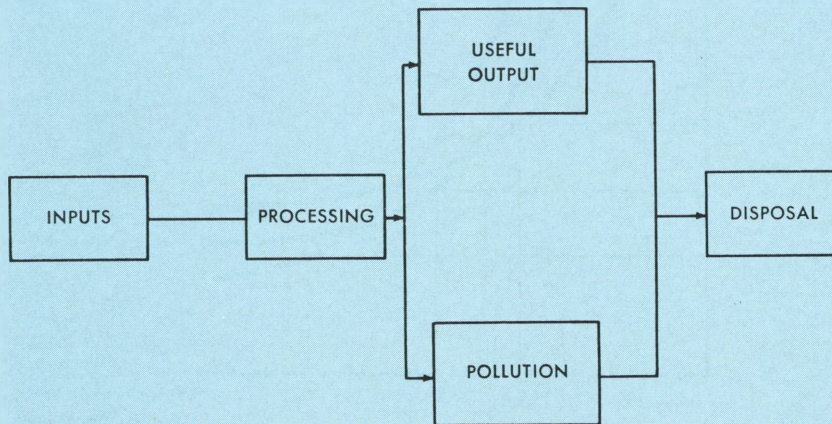 USEFUL
OUTPUT
INPUTS
PROCESSING
DISPOSAL
POLLUTION